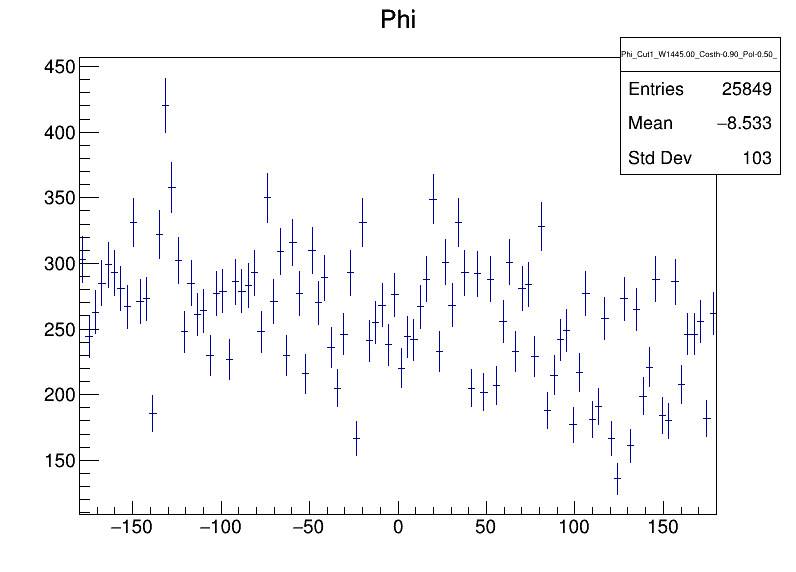 Phi
Phi_Cut1_W1445.00_Costh-0.90_Pol-0.50_
Entries 25849
Mean −8.533
Std Dev 103
450
400
350
300
250
200
150
−150 −100 −50 0 50 100 150